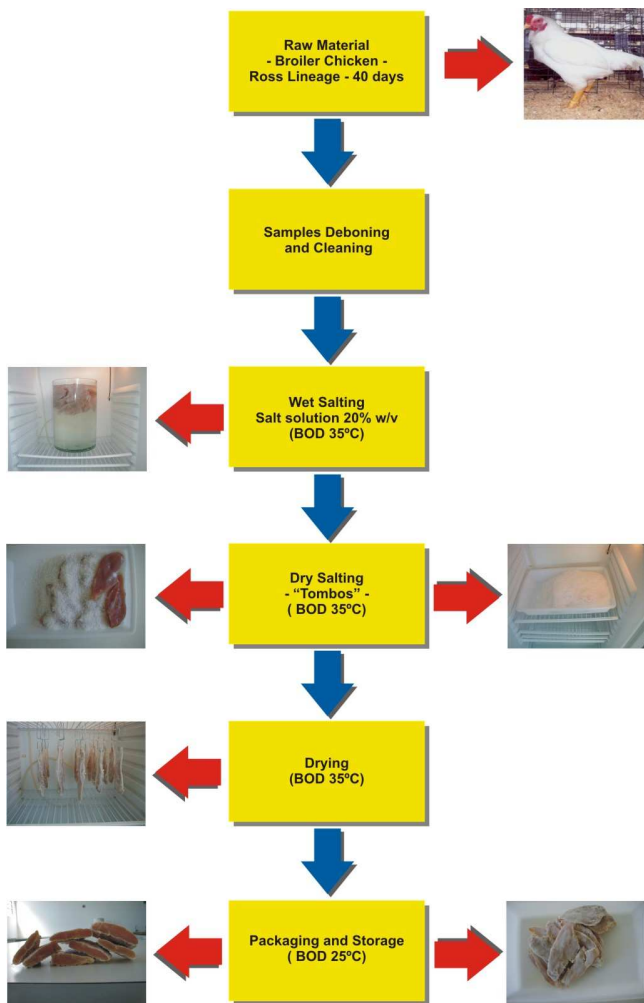 Raw Material
- Broiler Chicken -
Ross Lineage - 40 days
Samples Deboning
and Cleaning
Wet Salting
Salt solution 20% w/v
(BOD 35ºC)
Dry Salting
- “Tombos” -
( BOD 35ºC)
Drying
(BOD 35ºC)
Packaging and Storage
( BOD 25ºC)